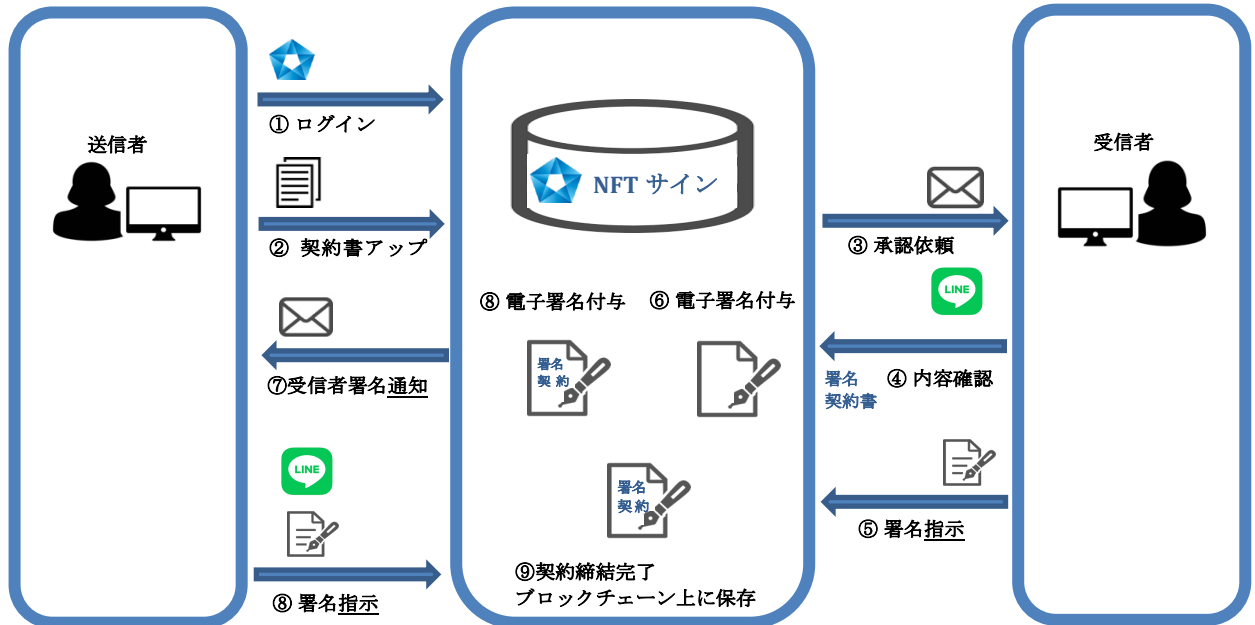 送信者
① ログイン
② 契約書アップ
⑦受信者署名通知
LINE
⑧ 署名指示
NFT サイン
⑧ 電子署名付与
⑥ 電子署名付与
署名
契約
署名
契約
⑨契約締結完了
ブロックチェーン上に保存
③ 承認依頼
LINE
署名
契約書
④ 内容確認
⑤ 署名指示
受信者